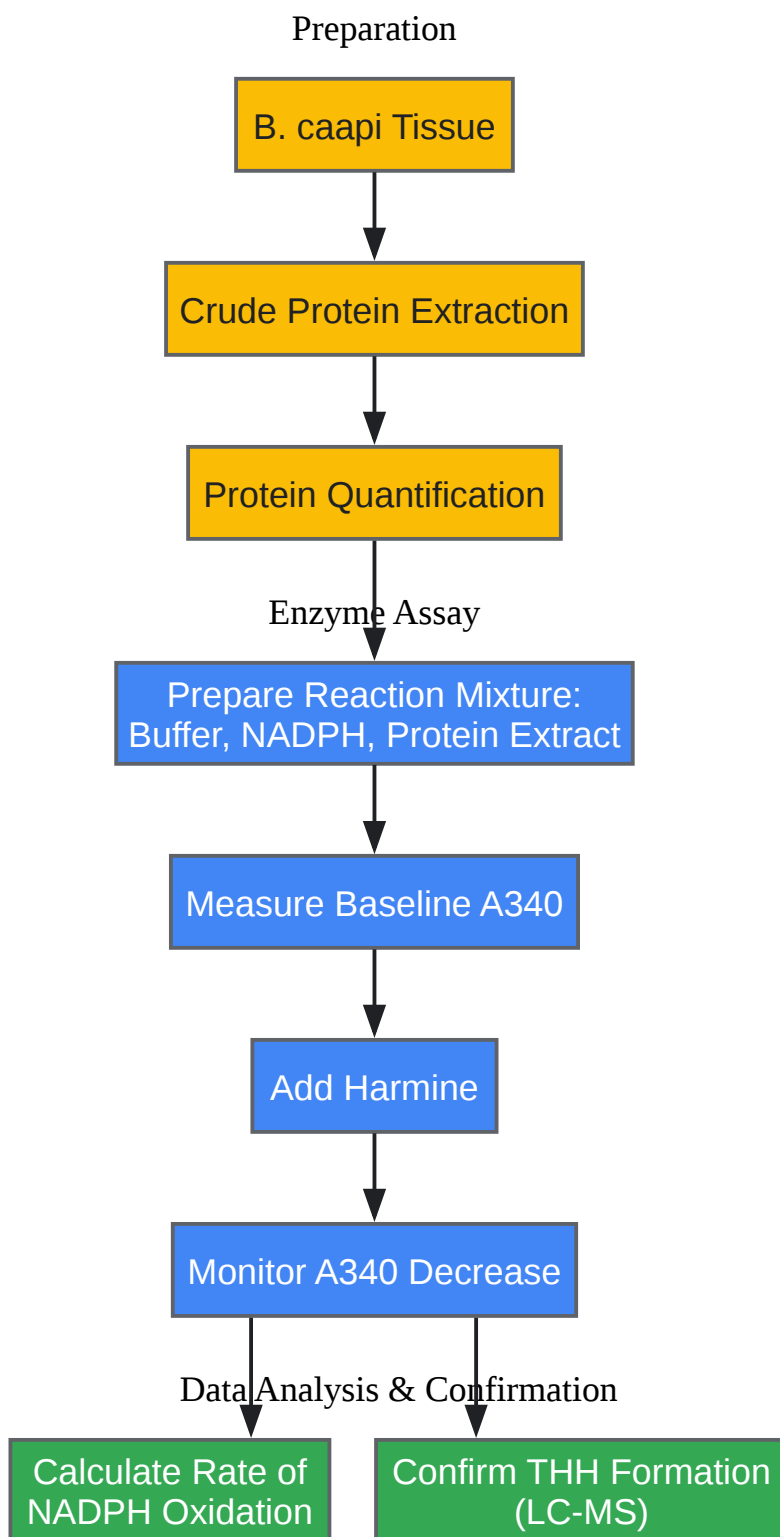 Preparation
B. caapi Tissue
Crude Protein Extraction
Protein Quantification
Enzyme Assay
Prepare Reaction Mixture:
Buffer, NADPH, Protein Extract
Measure Baseline A340
Add Harmine
Monitor A340 Decrease
Data Analysis & Confirmation
Calculate Rate of
NADPH Oxidation
Confirm THH Formation
(LC-MS)